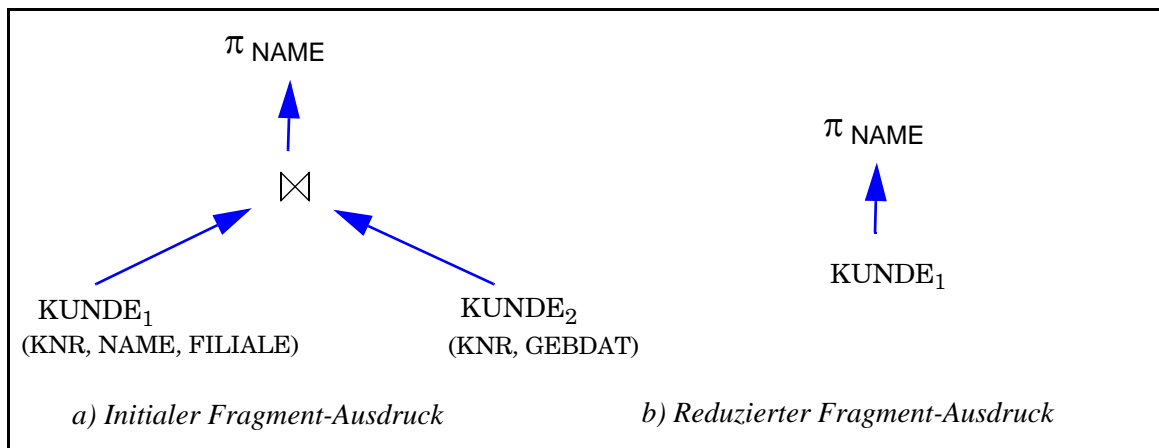 π NAME
⋈
KUNDE₁
(KNR, NAME, FILIALE)
KUNDE₂
(KNR, GEBDAT)
a) Initialer Fragment-Ausdruck
π NAME
KUNDE₁
b) Reduzierter Fragment-Ausdruck